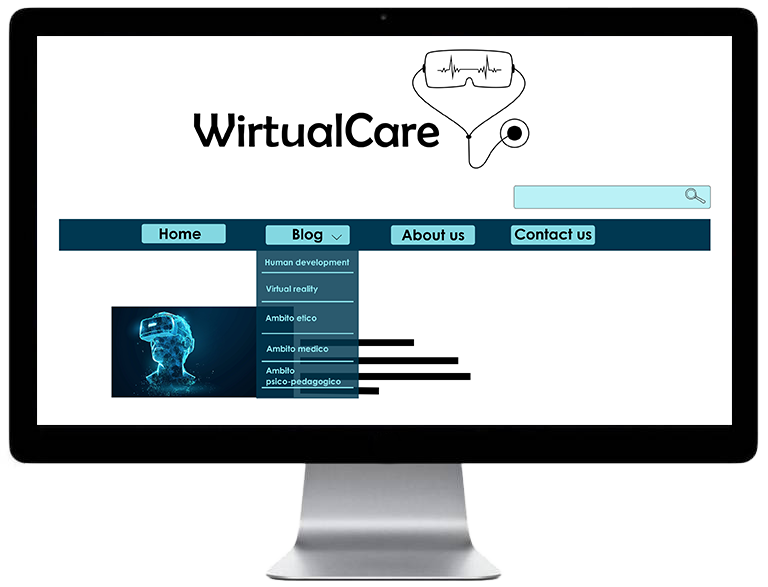 WirtualCare
Home
Blog
About us
Contact us
Human development
Virtual reality
Ambito etico
Ambito medico
Ambito
psico-pedagogico